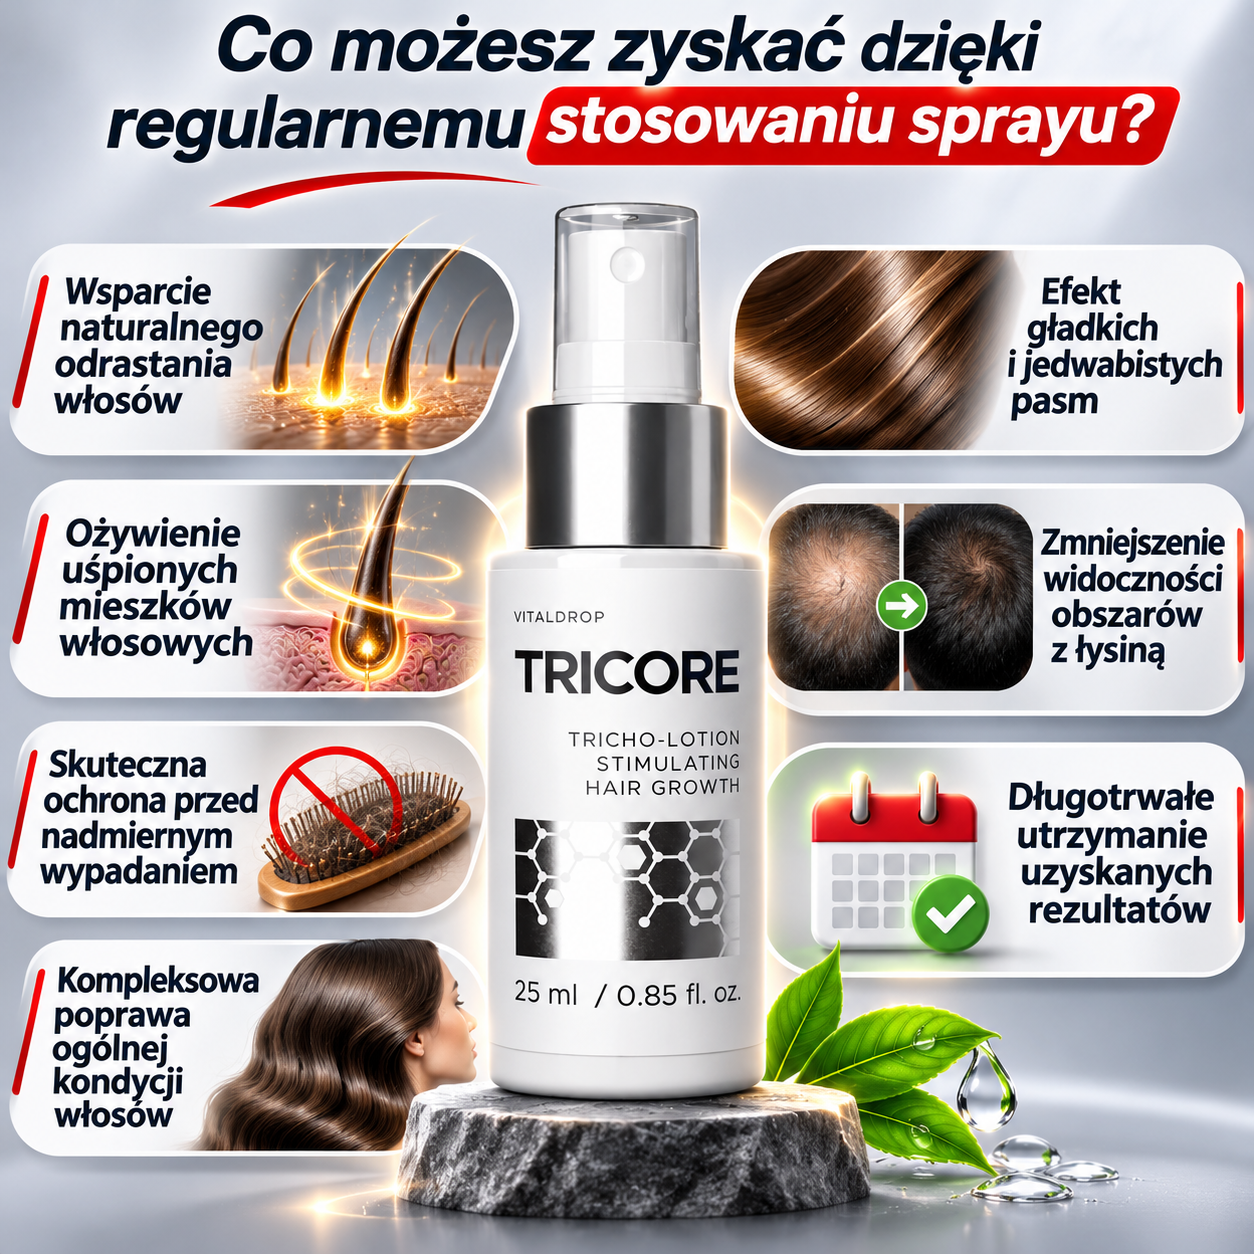 Co możesz zyskać dzięki
regularnemu stosowaniu sprayu?
Wsparcie
naturalnego
odrastania
włosów
Ożywienie
uśpionych
mieszków
włosowych
Skuteczna
ochrona przed
nadmiernym
wypadaniem
Kompleksowa
poprawa
ogólnej
kondycji
włosów
VITALDROP
TRICORE
TRICHO-LOTION
STIMULATING
HAIR GROWTH
25 ml / 0.85 fl. oz.
Efekt
gładkich
i jedwabistych
pasm
Zmniejszenie
widoczności
obszarów
z łysiną
Długotrwałe
utrzymanie
uzyskanych
rezultatów